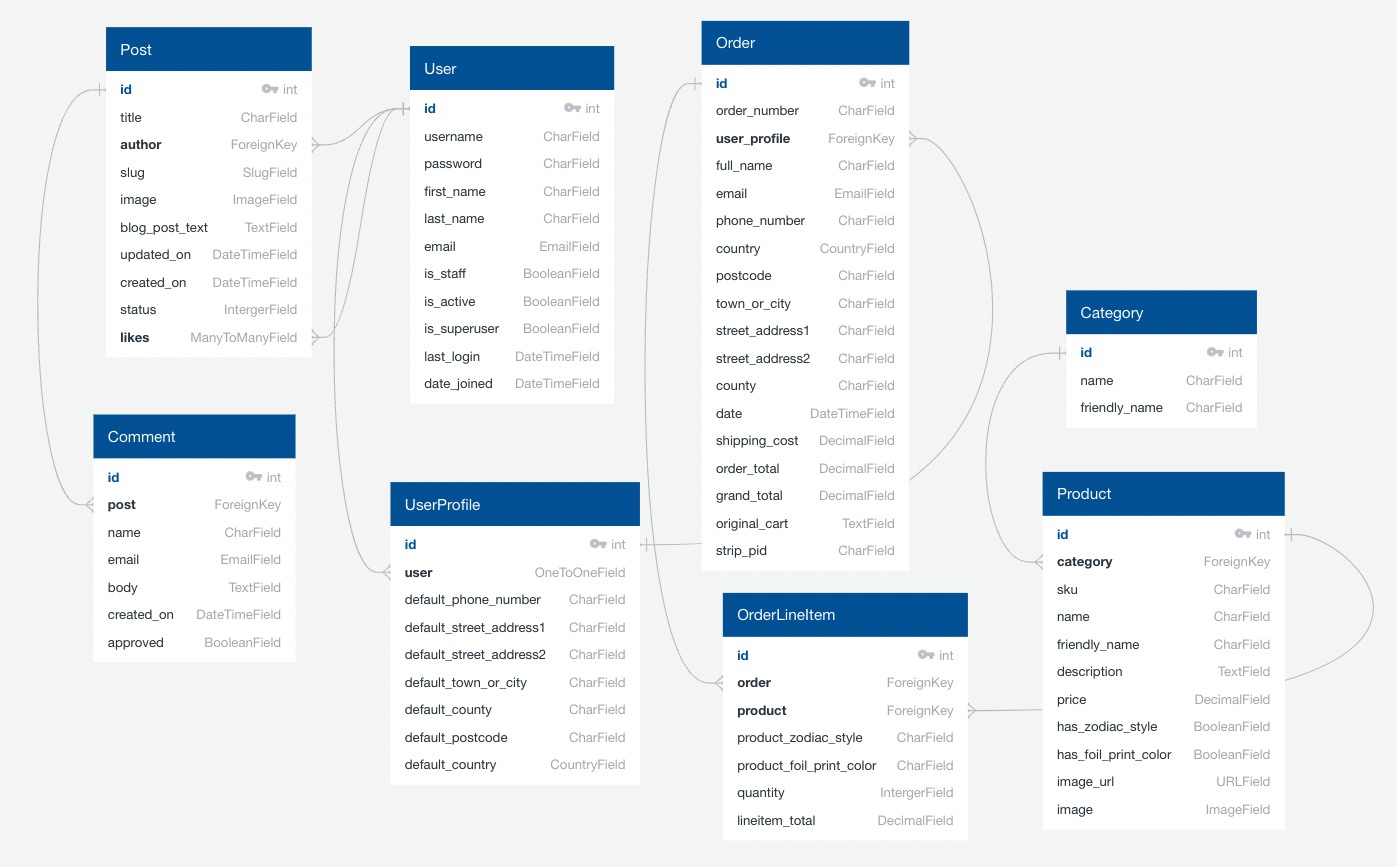 Post
id int
title CharField
author ForeignKey
slug SlugField
image ImageField
blog_post_text TextField
updated_on DateTimeField
created_on DateTimeField
status IntergerField
likes ManyToManyField
User
id int
username CharField
password CharField
first_name CharField
last_name CharField
email EmailField
is_staff BooleanField
is_active BooleanField
is_superuser BooleanField
last_login DateTimeField
date_joined DateTimeField
Order
id int
order_number CharField
user_profile ForeignKey
full_name CharField
email EmailField
phone_number CharField
country CountryField
postcode CharField
town_or_city CharField
street_address1 CharField
street_address2 CharField
county CharField
date DateTimeField
shipping_cost DecimalField
order_total DecimalField
grand_total DecimalField
original_cart TextField
strip_pid CharField
Category
id int
name CharField
friendly_name CharField
Comment
id int
post ForeignKey
name CharField
email EmailField
body TextField
created_on DateTimeField
approved BooleanField
UserProfile
id int
user OneToOneField
default_phone_number CharField
default_street_address1 CharField
default_street_address2 CharField
default_town_or_city CharField
default_county CharField
default_postcode CharField
default_country CountryField
OrderLineItem
id int
order ForeignKey
product ForeignKey
product_zodiac_style CharField
product_foil_print_color CharField
quantity IntergerField
lineitem_total DecimalField
Product
id int
category ForeignKey
sku CharField
name CharField
friendly_name CharField
description TextField
price DecimalField
has_zodiac_style BooleanField
has_foil_print_color BooleanField
image_url URLField
image ImageField